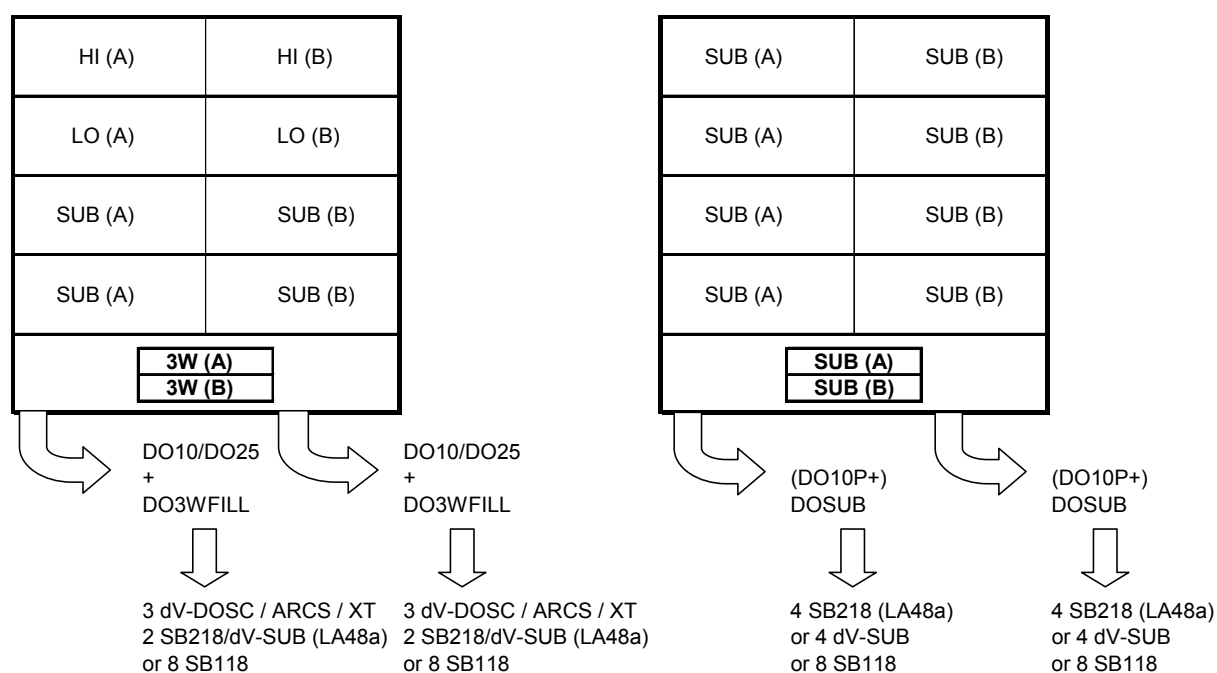 HI (A) HI (B)
LO (A) LO (B)
SUB (A) SUB (B)
SUB (A) SUB (B)
3W (A)
3W (B)
DO10/DO25
+
DO3WFILL
3 dV-DOSC / ARCS / XT
2 SB218/dV-SUB (LA48a)
or 8 SB118
DO10/DO25
+
DO3WFILL
3 dV-DOSC / ARCS / XT
2 SB218/dV-SUB (LA48a)
or 8 SB118
SUB (A) SUB (B)
SUB (A) SUB (B)
SUB (A) SUB (B)
SUB (A) SUB (B)
SUB (A)
SUB (B)
(DO10P+)
DOSUB
4 SB218 (LA48a)
or 4 dV-SUB
or 8 SB118
(DO10P+)
DOSUB
4 SB218 (LA48a)
or 4 dV-SUB
or 8 SB118